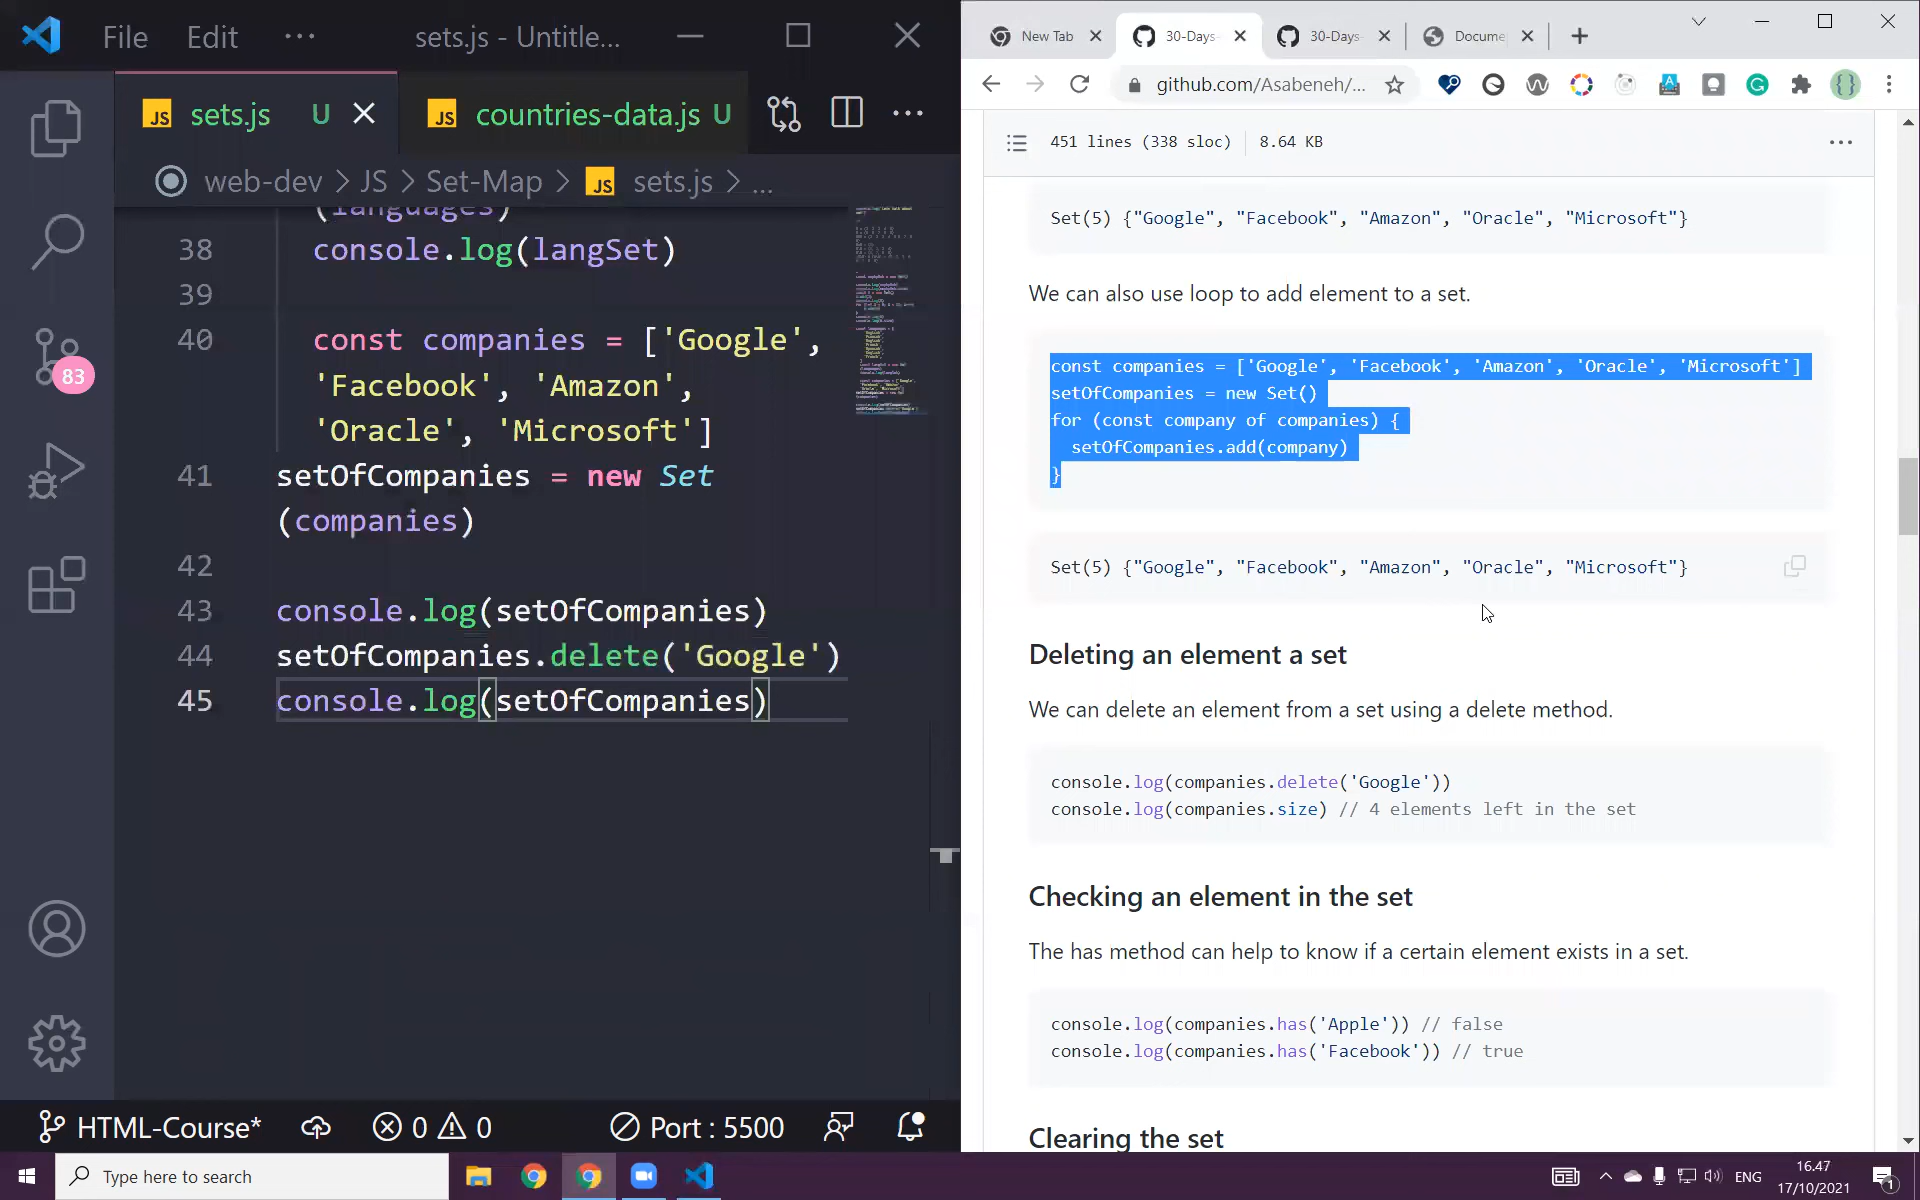 File Edit ··· sets.js - Untitle...
sets.js U countries-data.js U
web-dev > JS > Set-Map > JS sets.js > ...
(languages)
38 console.log(langSet)
39
40 const companies = ['Google',
'Facebook', 'Amazon',
'Oracle', 'Microsoft']
41 setOfCompanies = new Set
(companies)
42
43 console.log(setOfCompanies)
44 setOfCompanies.delete('Google')
45 console.log(setOfCompanies)
83
HTML-Course* 0 0 Port : 5500
New Tab 30-Days- 30-Days- Docume
github.com/Asabeneh/...
451 lines (338 sloc) 8.64 KB
Set(5) {"Google", "Facebook", "Amazon", "Oracle", "Microsoft"}
We can also use loop to add element to a set.
const companies = ['Google', 'Facebook', 'Amazon', 'Oracle', 'Microsoft']
setOfCompanies = new Set()
for (const company of companies) {
setOfCompanies.add(company)
}
Set(5) {"Google", "Facebook", "Amazon", "Oracle", "Microsoft"}
Deleting an element a set
We can delete an element from a set using a delete method.
console.log(companies.delete('Google'))
console.log(companies.size) // 4 elements left in the set
Checking an element in the set
The has method can help to know if a certain element exists in a set.
console.log(companies.has('Apple')) // false
console.log(companies.has('Facebook')) // true
Clearing the set
Type here to search
ENG
16.47
17/10/2021
1